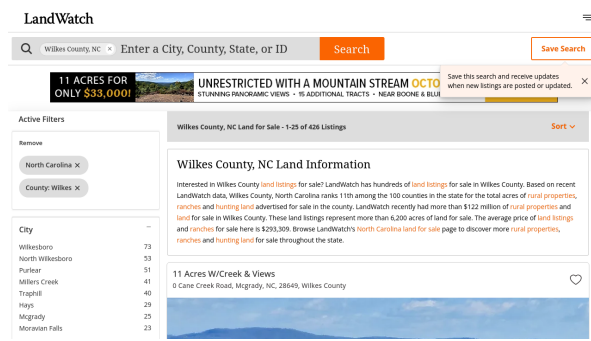 LandWatch
Wilkes County, NC × Enter a City, County, State, or ID Search Save Search
Save this search and receive updates
when new listings are posted or updated. ×
11 ACRES FOR
ONLY $33,000!
UNRESTRICTED WITH A MOUNTAIN STREAM OCTO
STUNNING PANORAMIC VIEWS • 15 ADDITIONAL TRACTS • NEAR BOONE & BLU
Active Filters
Remove
North Carolina ×
County: Wilkes ×
City −
Wilkesboro 73
North Wilkesboro 53
Purlear 51
Millers Creek 41
Traphill 40
Hays 29
Mcgrady 25
Moravian Falls 23
Wilkes County, NC Land for Sale - 1-25 of 426 Listings Sort
Wilkes County, NC Land Information
Interested in Wilkes County land listings for sale? LandWatch has hundreds of land listings for sale in Wilkes County. Based on recent
LandWatch data, Wilkes County, North Carolina ranks 11th among the 100 counties in the state for the total acres of rural properties,
ranches and hunting land advertised for sale in the county. LandWatch recently had more than $122 million of rural properties and
land for sale in Wilkes County. These land listings represent more than 6,200 acres of land for sale. The average price of land listings
and ranches for sale here is $293,309. Browse LandWatch's North Carolina land for sale page to discover more rural properties,
ranches and hunting land for sale throughout the state.
11 Acres W/Creek & Views
0 Cane Creek Road, Mcgrady, NC, 28649, Wilkes County